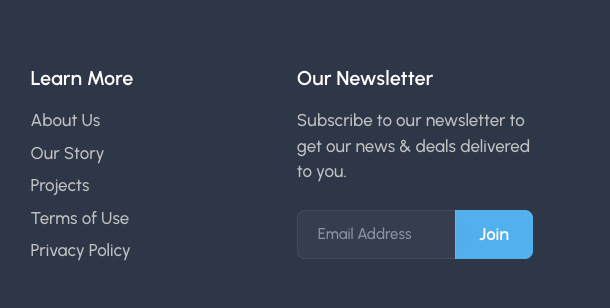 Learn More
About Us
Our Story
Projects
Terms of Use
Privacy Policy
Our Newsletter
Subscribe to our newsletter to
get our news & deals delivered
to you.
Email Address
Join